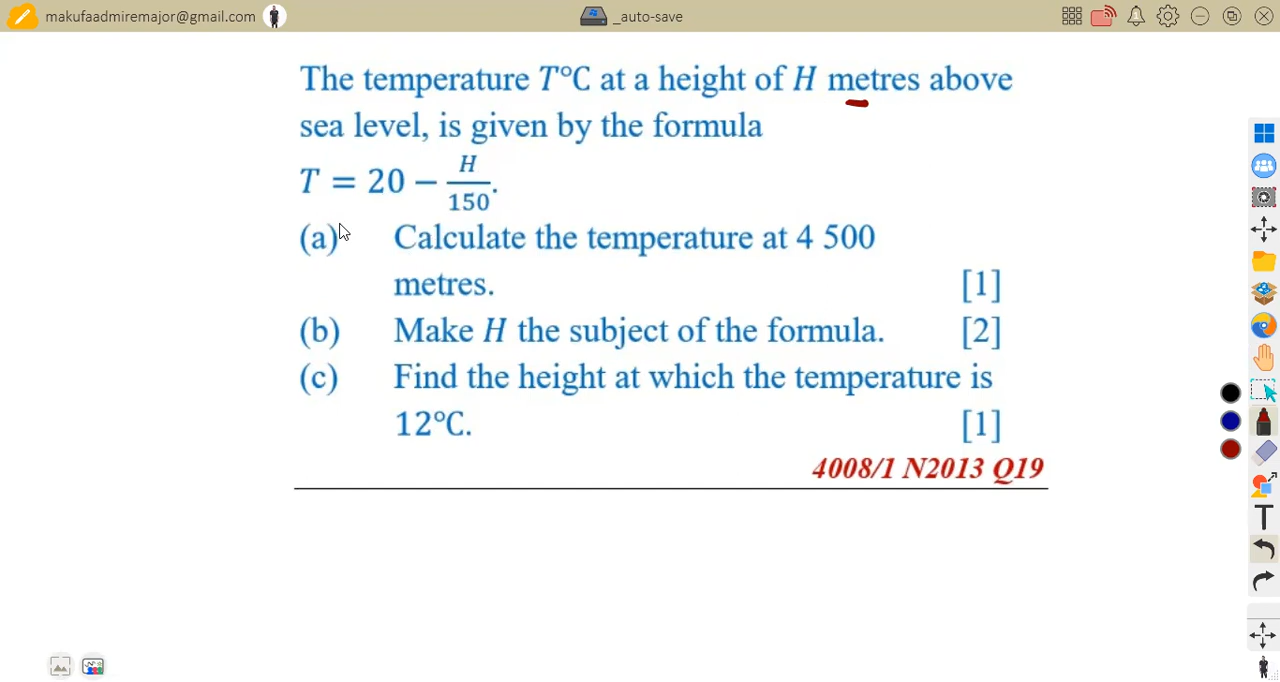 makufaadmiremajor@gmail.com
_auto-save
The temperature T°C at a height of H metres above
sea level, is given by the formula
T = 20 − H/150.
(a) Calculate the temperature at 4 500
metres. [1]
(b) Make H the subject of the formula. [2]
(c) Find the height at which the temperature is
12°C. [1]
4008/1 N2013 Q19
T